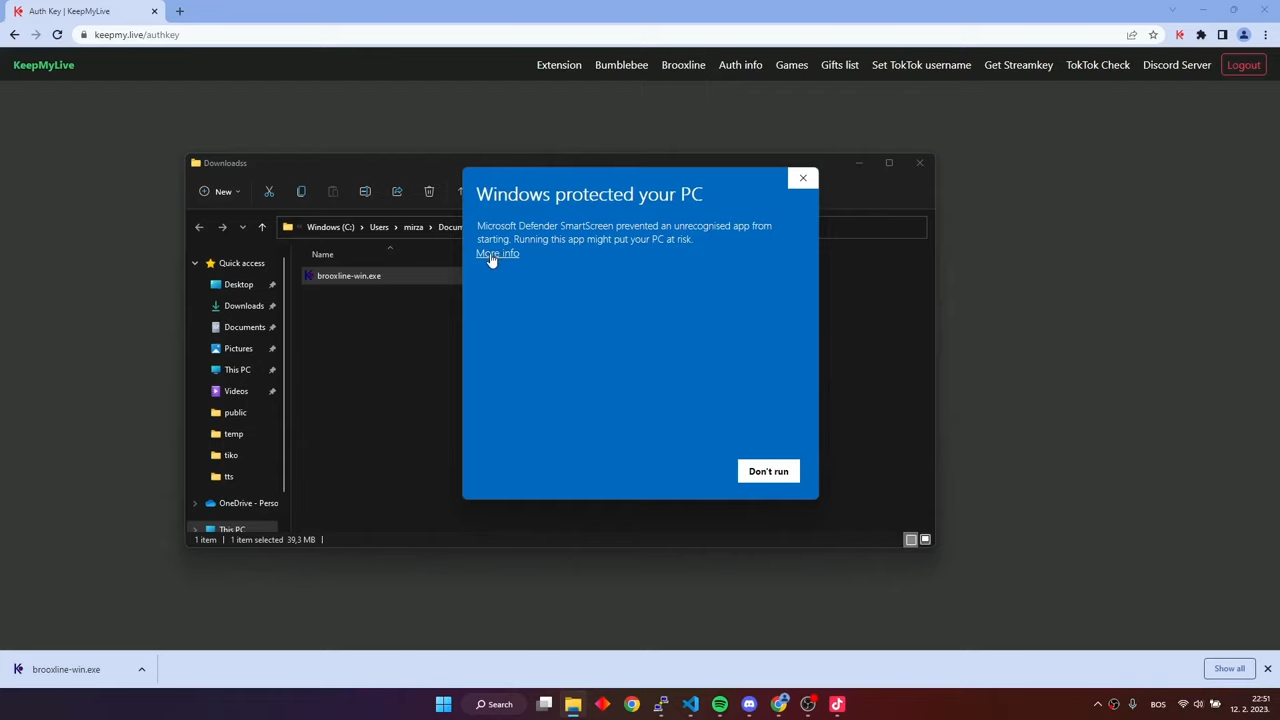 Auth Key | KeepMyLive
keepmy.live/authkey
KeepMyLive
Extension
Bumblebee
Brooxline
Auth info
Games
Gifts list
Set TokTok username
Get Streamkey
TokTok Check
Discord Server
Logout
Downloadss
New
Windows (C:) › Users › mirza › Docum
Name
brooxline-win.exe
Quick access
Desktop
Downloads
Documents
Pictures
This PC
Videos
public
temp
tiko
tts
OneDrive - Perso
This PC
1 item
1 item selected 39,3 MB
Windows protected your PC
Microsoft Defender SmartScreen prevented an unrecognised app from
starting. Running this app might put your PC at risk.
More info
Don't run
brooxline-win.exe
Show all
Search
BOS
22:51
12. 2. 2023.